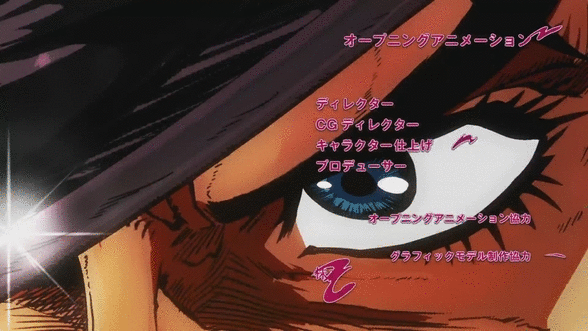 オープニングアニメーション
ディレクター
CG ディレクター
キャラクター仕上げ
プロデューサー
オープニングアニメーション協力
グラフィックモデル制作協力